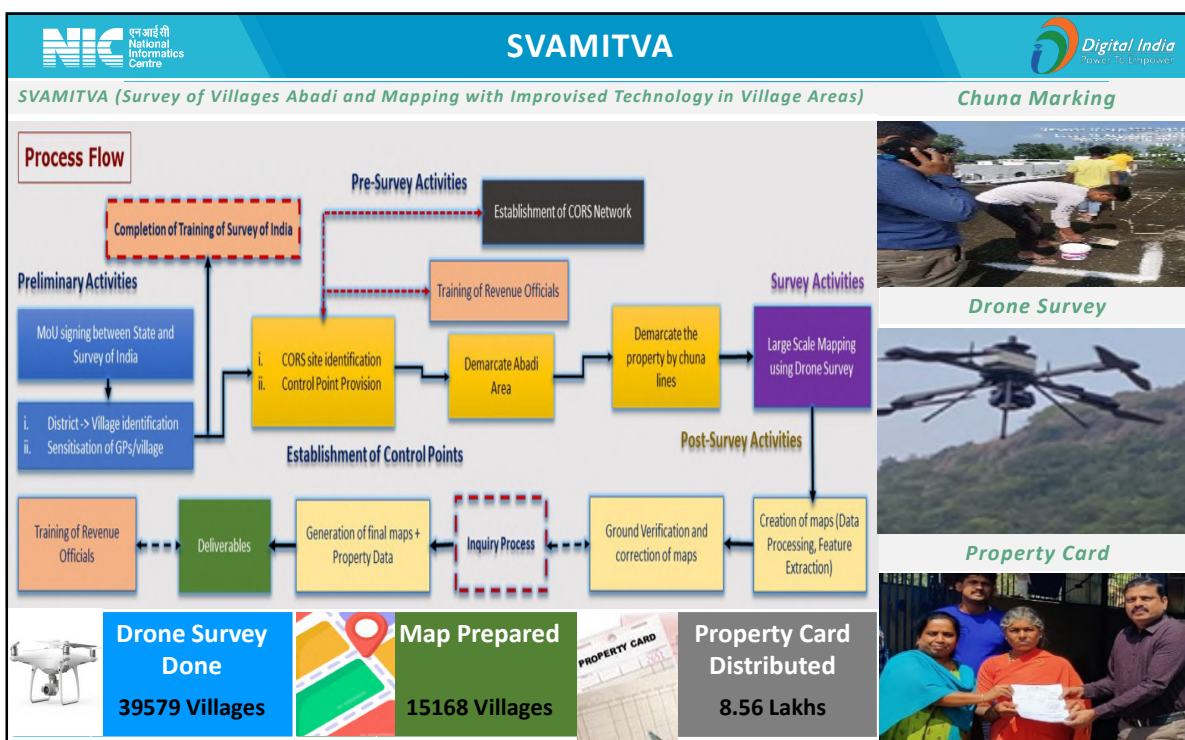 NIC
एनआईसी
National
Informatics
Centre
SVAMITVA
Digital India
Power To Empower
SVAMITVA (Survey of Villages Abadi and Mapping with Improvised Technology in Village Areas)
Chuna Marking
Process Flow
Pre-Survey Activities
Establishment of CORS Network
Completion of Training of Survey of India
Preliminary Activities
Training of Revenue Officials
Survey Activities
MoU signing between State and
Survey of India
i. CORS site identification
ii. Control Point Provision
Demarcate Abadi
Area
Demarcate the
property by chuna
lines
Large Scale Mapping
using Drone Survey
i. District -> Village identification
ii. Sensitisation of GPs/village
Establishment of Control Points
Post-Survey Activities
Training of Revenue
Officials
Deliverables
Generation of final maps +
Property Data
Inquiry Process
Ground Verification and
correction of maps
Creation of maps (Data
Processing, Feature
Extraction)
Drone Survey
Property Card
Drone Survey
Done
39579 Villages
Map Prepared
15168 Villages
PROPERTY CARD
Property Card
Distributed
8.56 Lakhs